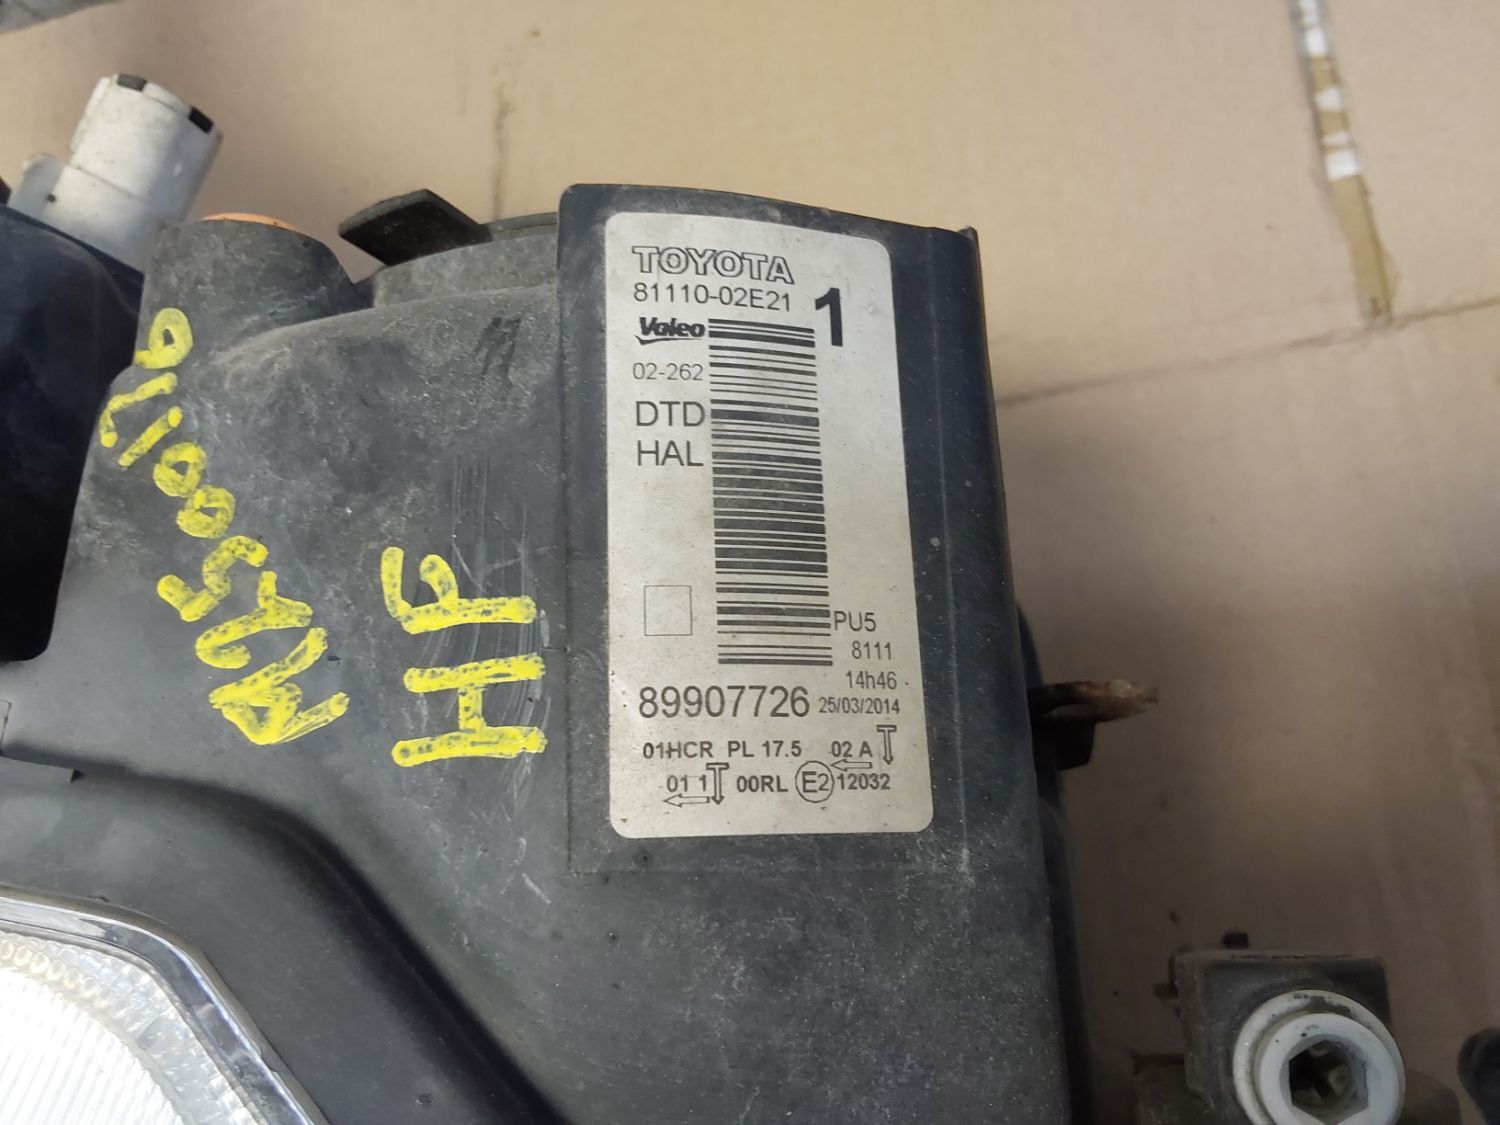 TOYOTA
81110-02E21
1
Valeo
02-262
DTD
HAL
PU5
8111
14h46
89907726
25/03/2014
01HCR PL 17.5 02 A
01 1 00RL E2 12032
HF